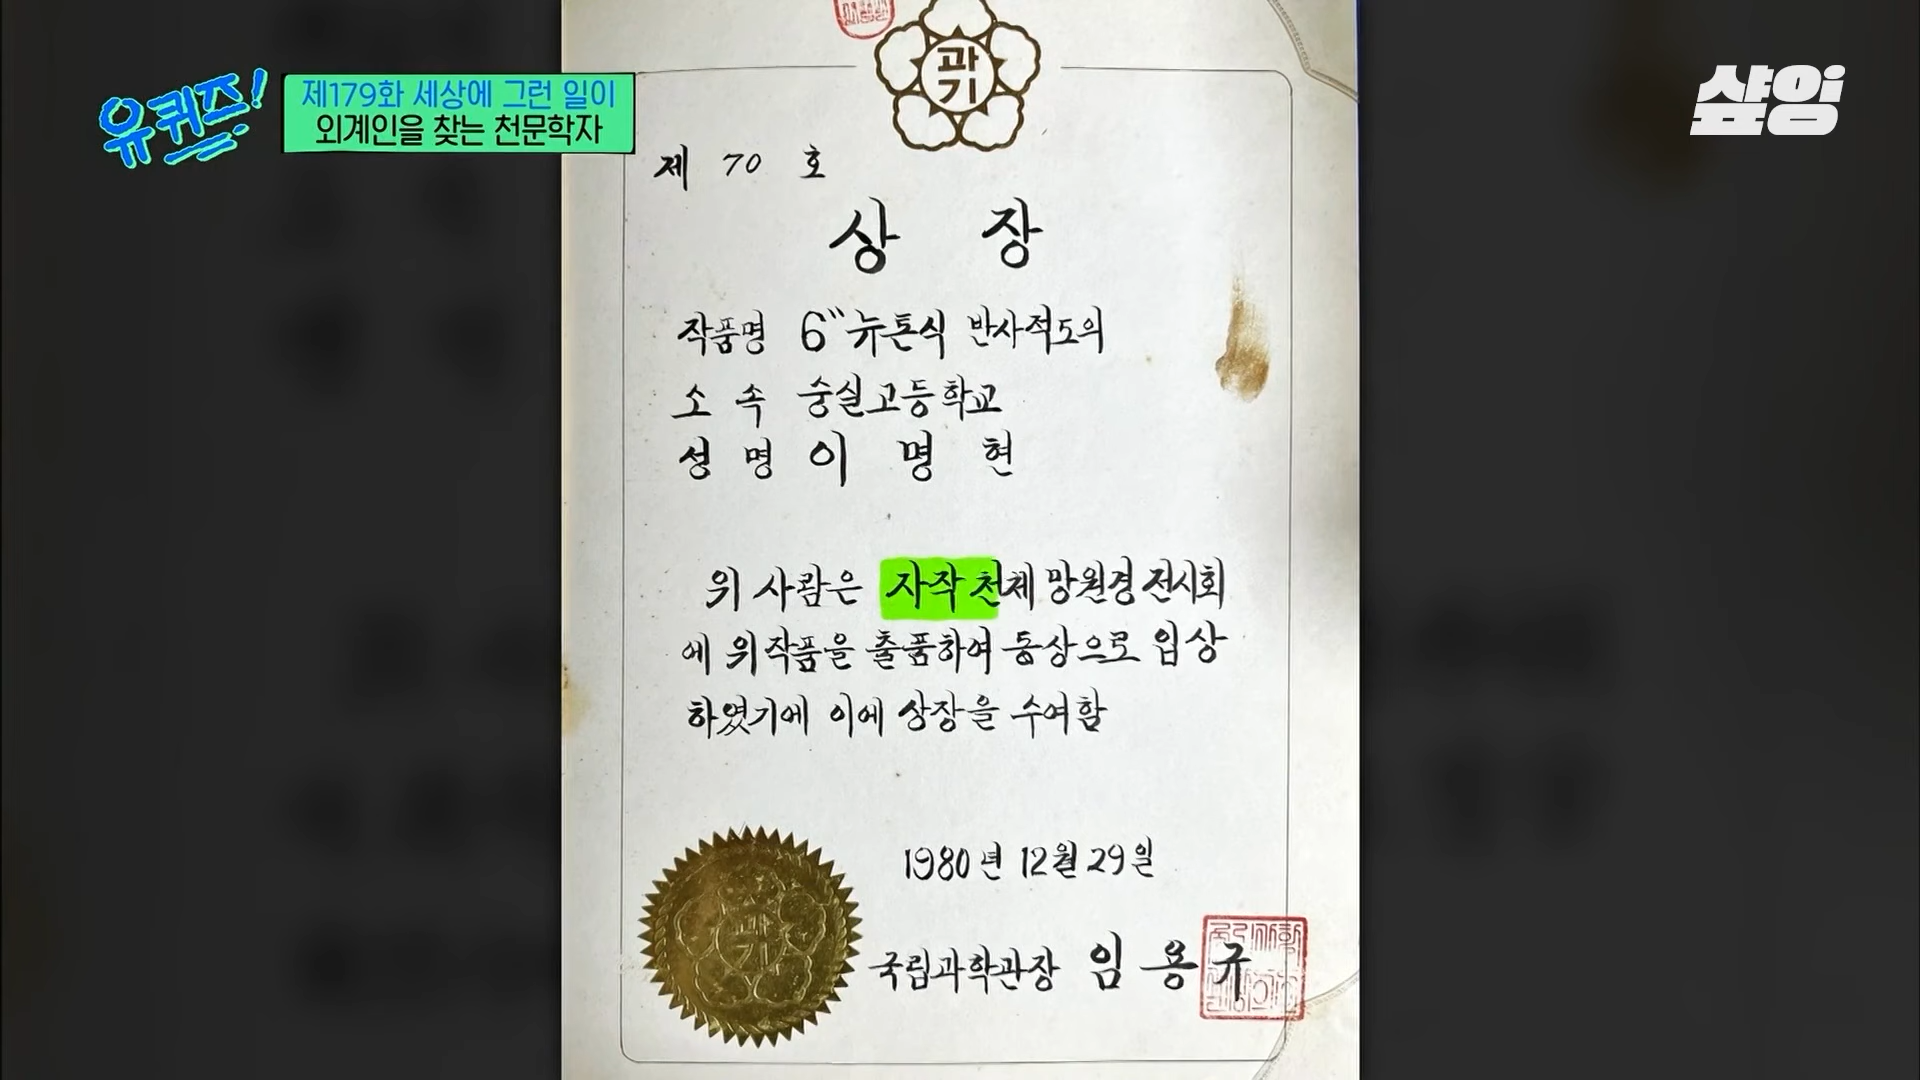 유퀴즈!
제179화 세상에 그런 일이
외계인을 찾는 천문학자
샾잉
과기
제 70 호
상 장
작품명 6" 뉴톤식 반사적도의
소 속 숭실고등학교
성 명 이 명 현
위 사람은 자작 천체 망원경 전시회
에 위 작품을 출품하여 동상으로 입상
하였기에 이에 상장을 수여함
1980년 12월 29일
국립과학관장 임 용 규
과기